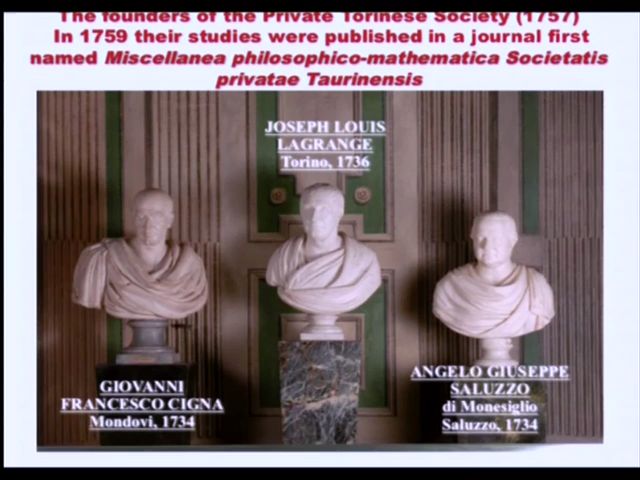 The founders of the Private Torinese Society (1757)
In 1759 their studies were published in a journal first
named Miscellanea philosophico-mathematica Societatis
privatae Taurinensis
JOSEPH LOUIS
LAGRANGE
Torino, 1736
GIOVANNI
FRANCESCO CIGNA
Mondovi, 1734
ANGELO GIUSEPPE
SALUZZO
di Monesiglio
Saluzzo, 1734